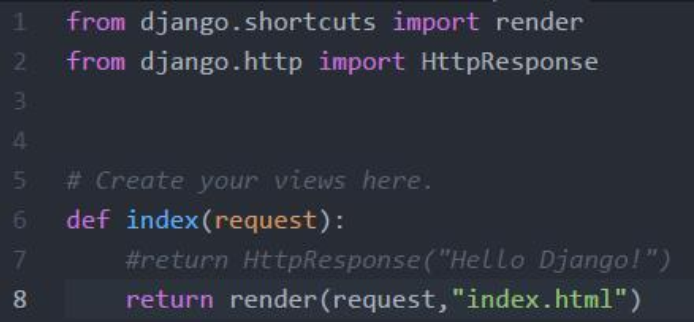 1 from django.shortcuts import render
2 from django.http import HttpResponse
3
4
5 # Create your views here.
6 def index(request):
7     #return HttpResponse("Hello Django!")
8     return render(request,"index.html")